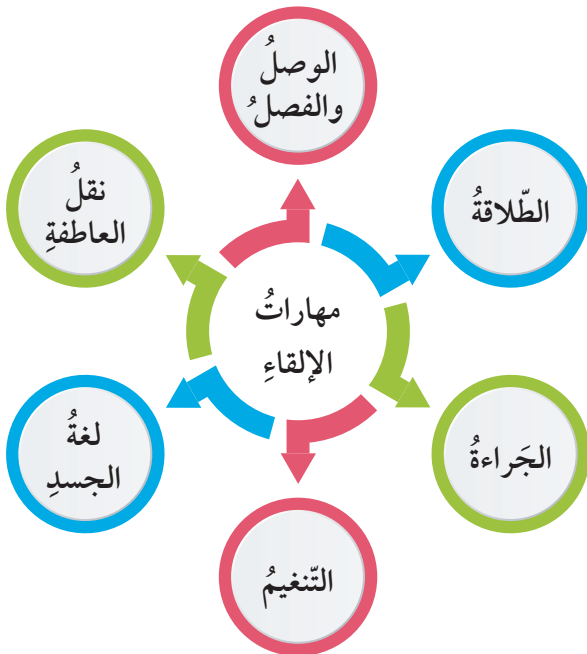 الوصلُ
والفصلُ
الطّلاقةُ
نقلُ
العاطفةِ
مهاراتُ
الإلقاءِ
الجَراءةُ
لغةُ
الجسدِ
التّنغيمُ